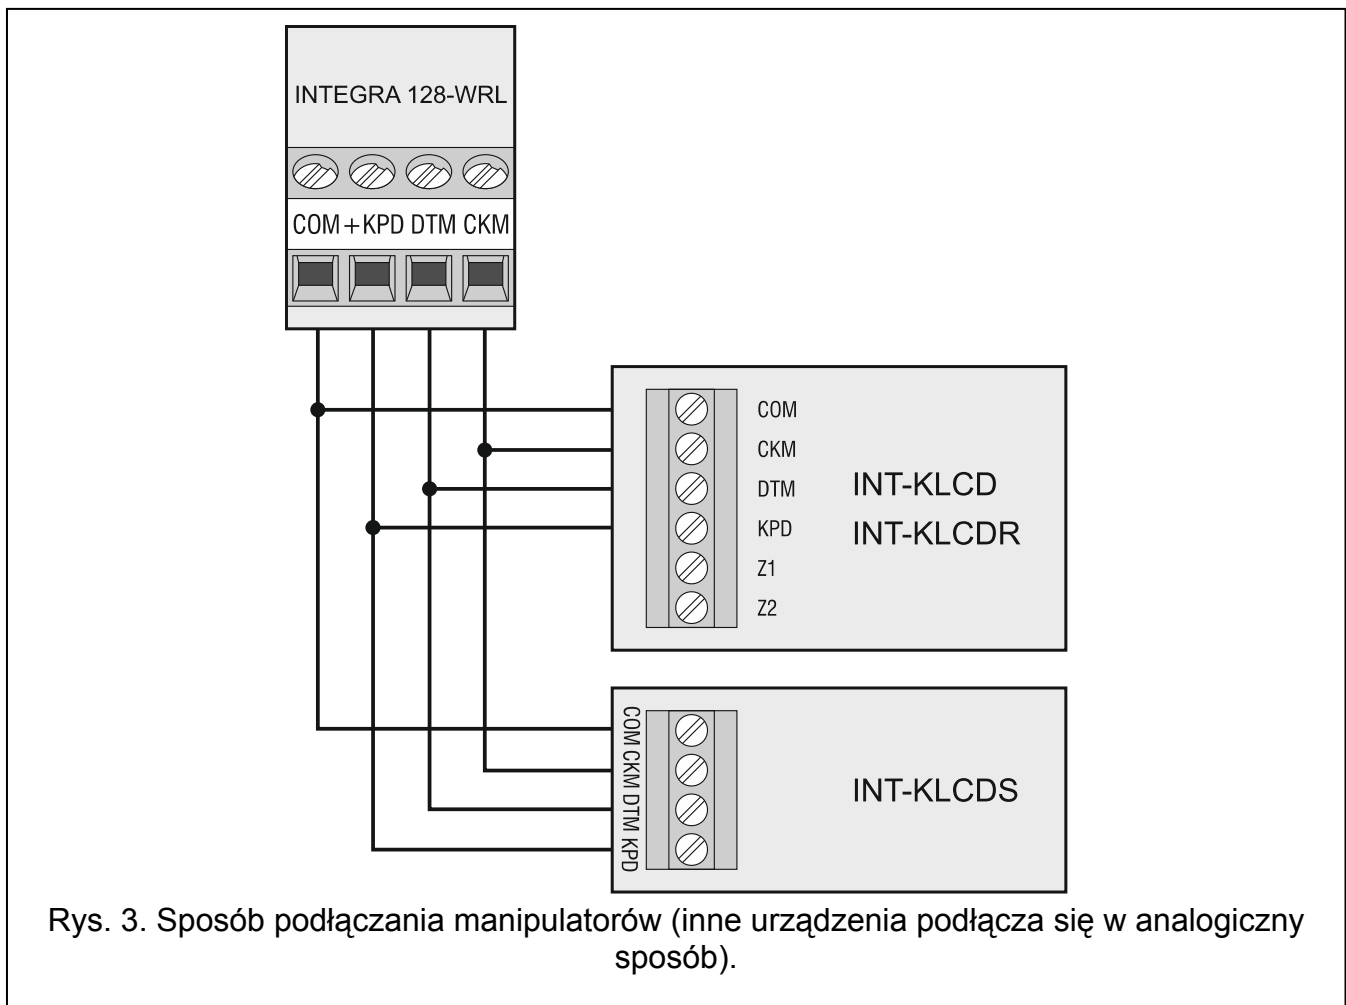 INTEGRA 128-WRL
COM +KPD DTM CKM
COM
CKM
DTM
KPD
Z1
Z2
INT-KLCD
INT-KLCDR
COM CKM DTM KPD
INT-KLCDS
Rys. 3. Sposób podłączania manipulatorów (inne urządzenia podłącza się w analogiczny
sposób).